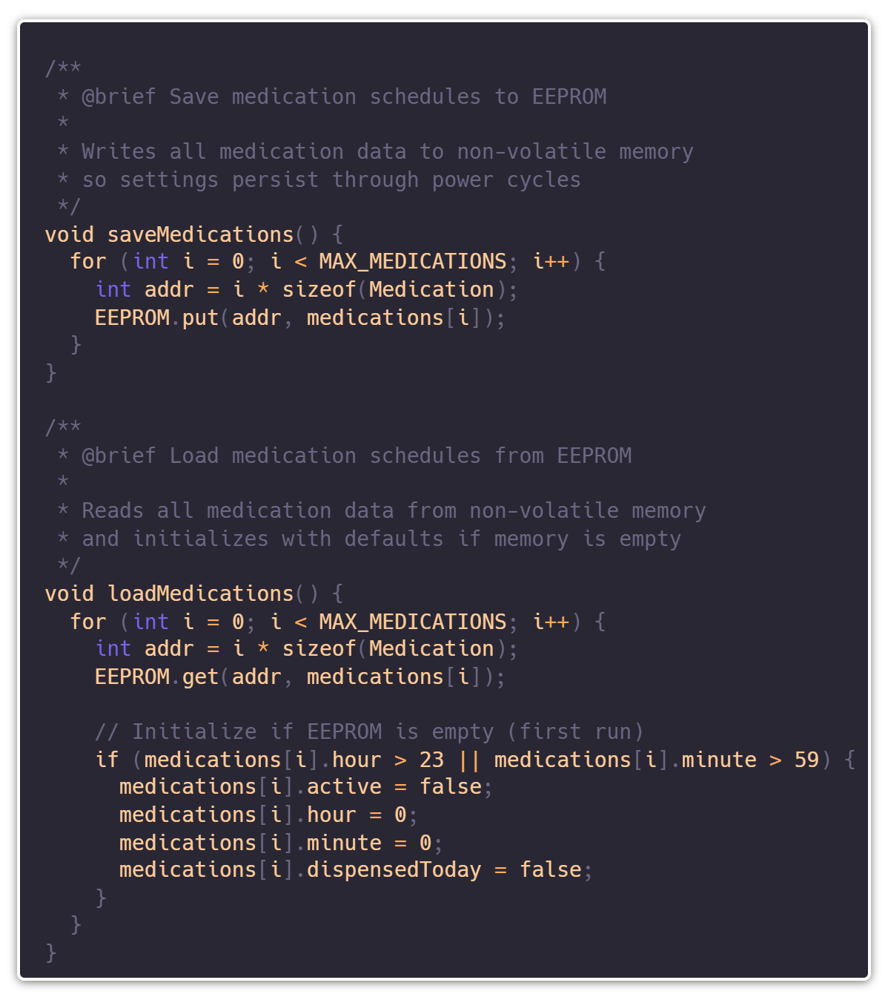 /**
 * @brief Save medication schedules to EEPROM
 *
 * Writes all medication data to non-volatile memory
 * so settings persist through power cycles
 */
void saveMedications() {
  for (int i = 0; i < MAX_MEDICATIONS; i++) {
    int addr = i * sizeof(Medication);
    EEPROM.put(addr, medications[i]);
  }
}

/**
 * @brief Load medication schedules from EEPROM
 *
 * Reads all medication data from non-volatile memory
 * and initializes with defaults if memory is empty
 */
void loadMedications() {
  for (int i = 0; i < MAX_MEDICATIONS; i++) {
    int addr = i * sizeof(Medication);
    EEPROM.get(addr, medications[i]);

    // Initialize if EEPROM is empty (first run)
    if (medications[i].hour > 23 || medications[i].minute > 59) {
      medications[i].active = false;
      medications[i].hour = 0;
      medications[i].minute = 0;
      medications[i].dispensedToday = false;
    }
  }
}